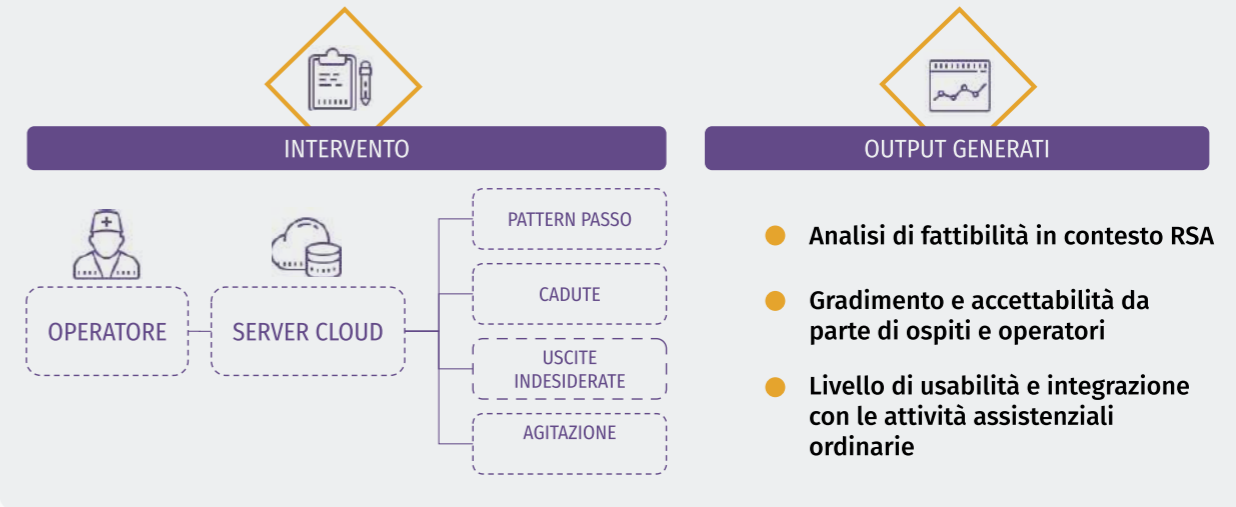 INTERVENTO
OPERATORE
SERVER CLOUD
PATTERN PASSO
CADUTE
USCITE
INDESIDERATE
AGITAZIONE
OUTPUT GENERATI
Analisi di fattibilità in contesto RSA
Gradimento e accettabilità da
parte di ospiti e operatori
Livello di usabilità e integrazione
con le attività assistenziali
ordinarie